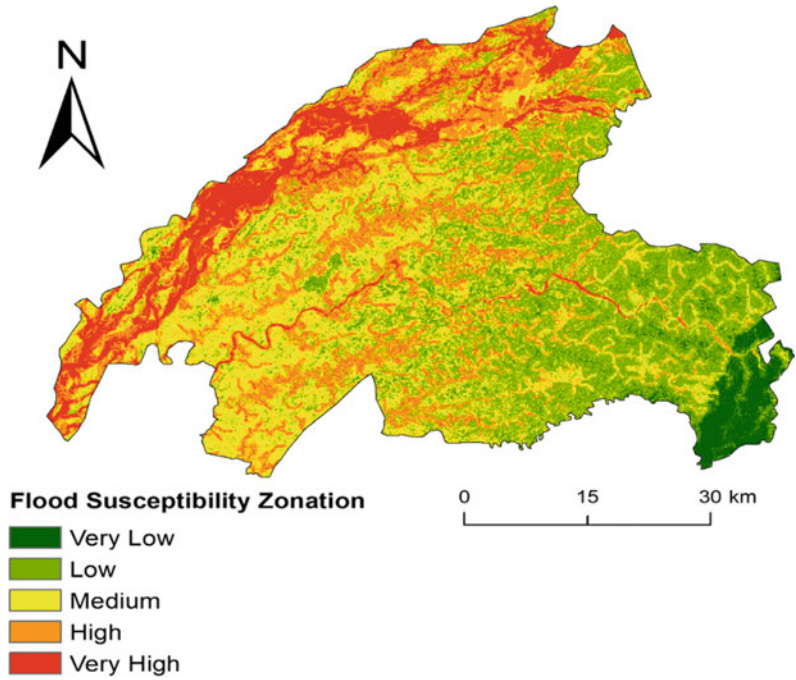 N
Flood Susceptibility Zonation
Very Low
Low
Medium
High
Very High
0 15 30 km